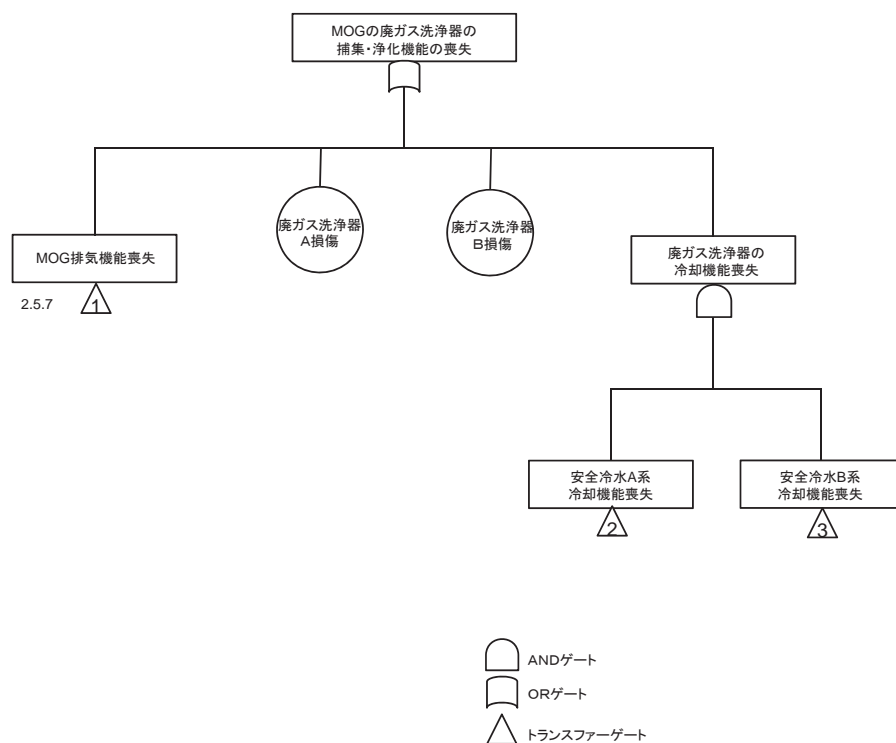 MOGの廃ガス洗浄器の
捕集・浄化機能の喪失
廃ガス洗浄器
A損傷
廃ガス洗浄器
B損傷
MOG排気機能喪失
廃ガス洗浄器の
冷却機能喪失
2.5.7
1
安全冷水A系
冷却機能喪失
安全冷水B系
冷却機能喪失
2
3
ANDゲート
ORゲート
トランスファーゲート